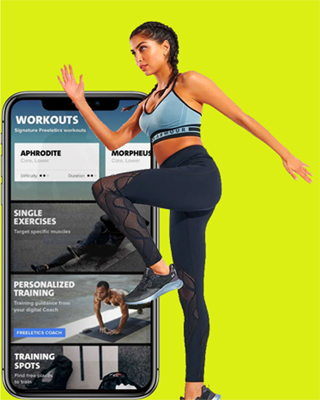 WORKOUTS
Signature Freeletics workouts
APHRODITE
Core, Lower
Difficulty
Duration
MORPHEUS
Core, Lower
SINGLE
EXERCISES
Target specific muscles
PERSONALIZED
TRAINING
Training guidance from
your digital Coach
FREELETICS COACH
TRAINING
SPOTS
Find free places
to train